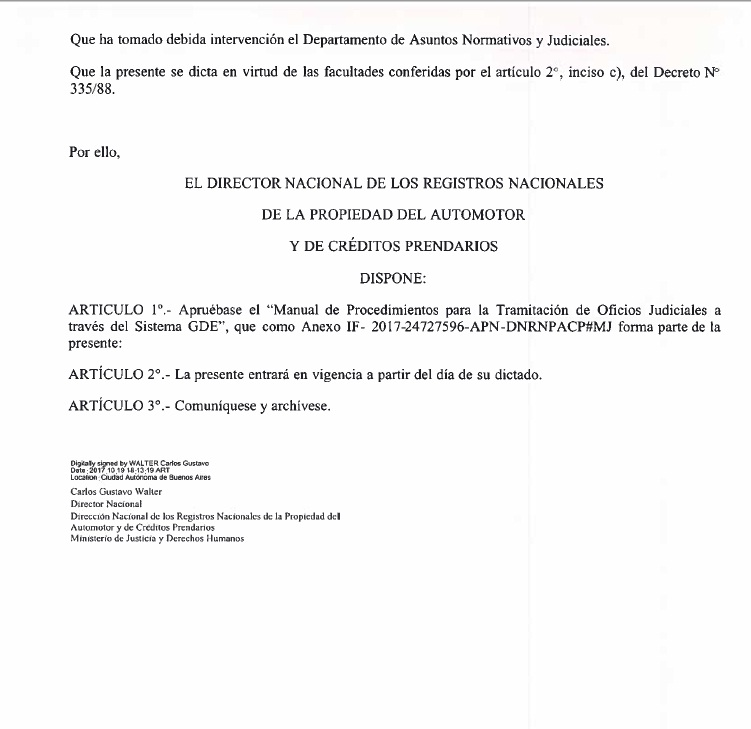 Que ha tomado debida intervención el Departamento de Asuntos Normativos y Judiciales.
Que la presente se dicta en virtud de las facultades conferidas por el artículo 2°, inciso c), del Decreto N°
335/88.
Por ello,
EL DIRECTOR NACIONAL DE LOS REGISTROS NACIONALES
DE LA PROPIEDAD DEL AUTOMOTOR
Y DE CRÉDITOS PRENDARIOS
DISPONE:
ARTICULO 1°.- Apruébase el “Manual de Procedimientos para la Tramitación de Oficios Judiciales a
través del Sistema GDE”, que como Anexo IF- 2017-24727596-APN-DNRNPACP#MJ forma parte de la
presente:
ARTÍCULO 2°.- La presente entrará en vigencia a partir del día de su dictado.
ARTÍCULO 3°.- Comuníquese y archívese.
Digitally signed by WALTER Carlos Gustavo
Date: 2017.10.19 18:13:19 ART
Location: Ciudad Autónoma de Buenos Aires
Carlos Gustavo Walter
Director Nacional
Dirección Nacional de los Registros Nacionales de la Propiedad del
Automotor y de Créditos Prendarios
Ministerio de Justicia y Derechos Humanos